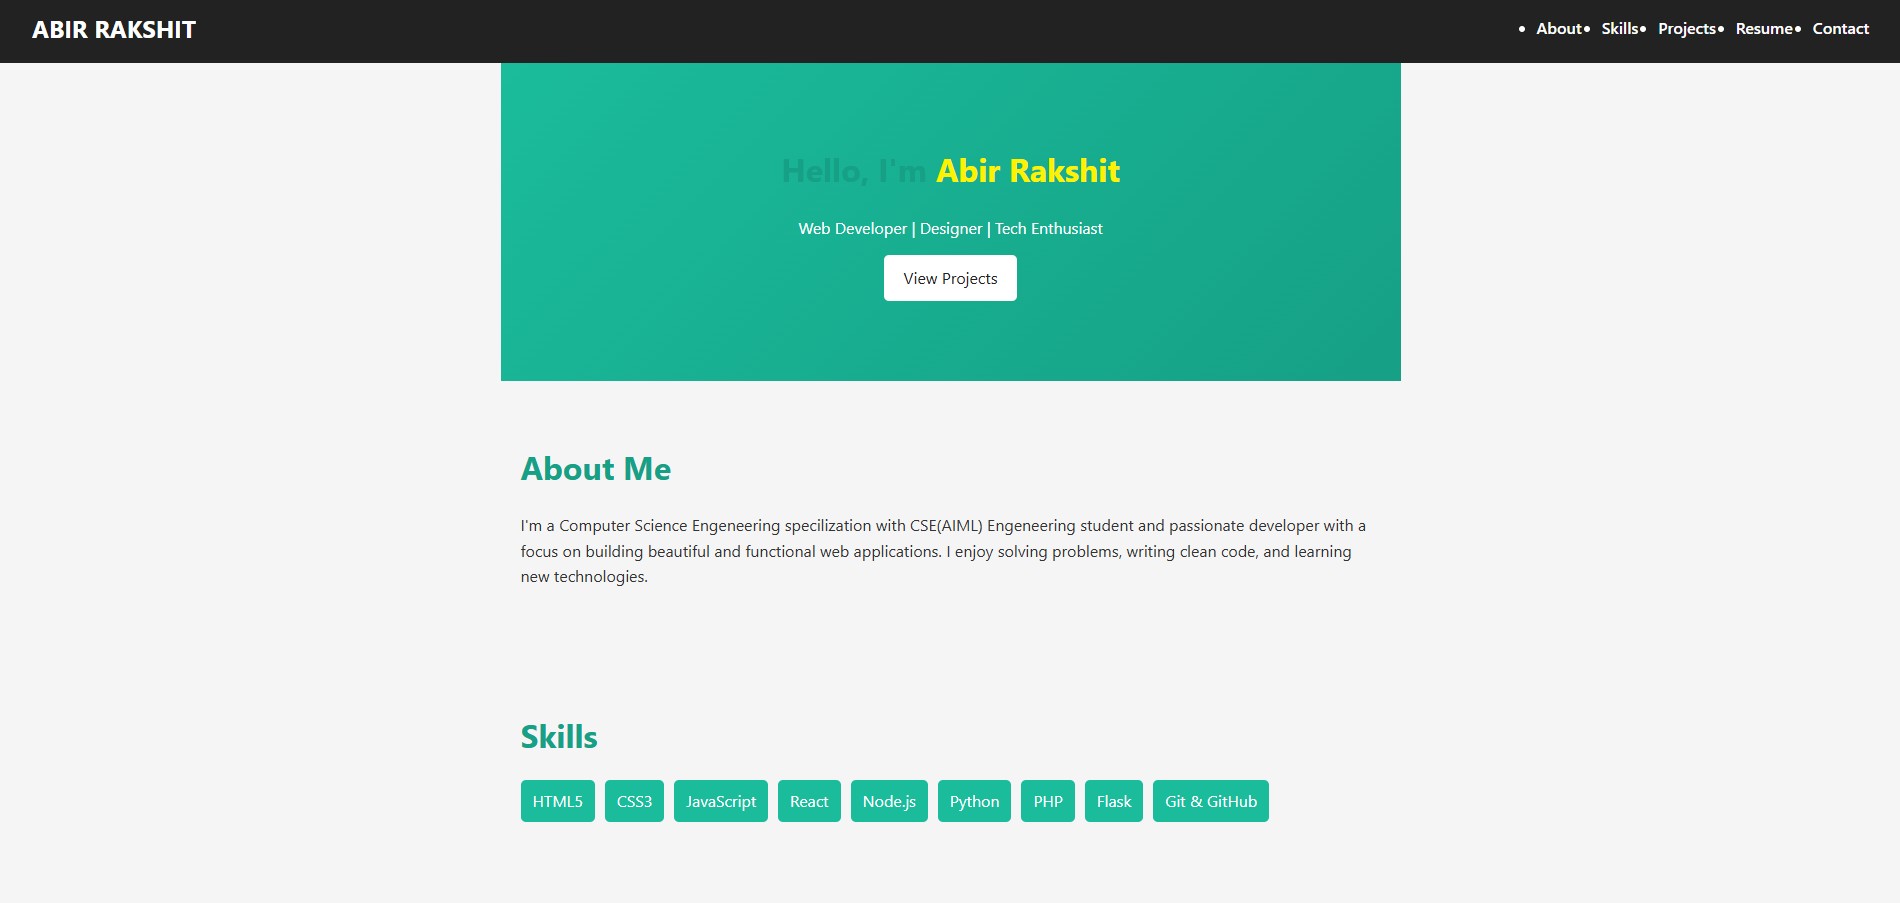 ABIR RAKSHIT
• About • Skills • Projects • Resume • Contact
Hello, I'm Abir Rakshit
Web Developer | Designer | Tech Enthusiast
View Projects
About Me
I'm a Computer Science Engeneering specilization with CSE(AIML) Engeneering student and passionate developer with a
focus on building beautiful and functional web applications. I enjoy solving problems, writing clean code, and learning
new technologies.
Skills
HTML5 CSS3 JavaScript React Node.js Python PHP Flask Git & GitHub